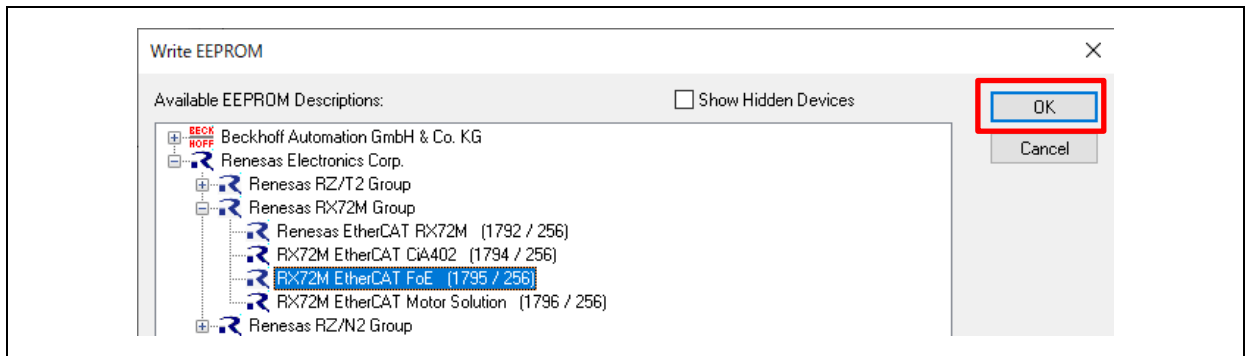 Write EEPROM
Available EEPROM Descriptions:
Show Hidden Devices
OK
Cancel
BECK
HOFF
Beckhoff Automation GmbH & Co. KG
Renesas Electronics Corp.
Renesas RZ/T2 Group
Renesas RX72M Group
Renesas EtherCAT RX72M (1792 / 256)
RX72M EtherCAT CiA402 (1794 / 256)
RX72M EtherCAT FoE (1795 / 256)
RX72M EtherCAT Motor Solution (1796 / 256)
Renesas RZ/N2 Group